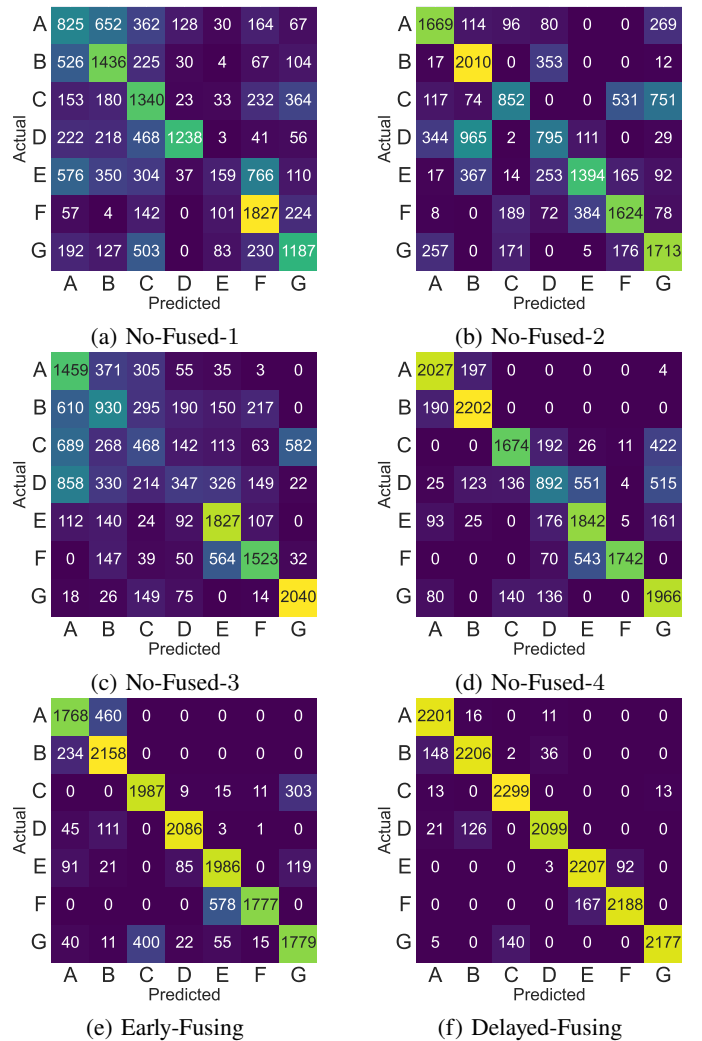 A 825 652 362 128 30 164 67
B 526 1436 225 30 4 67 104
C 153 180 1340 23 33 232 364
D 222 218 468 1238 3 41 56
E 576 350 304 37 159 766 110
F 57 4 142 0 101 1827 224
G 192 127 503 0 83 230 1187
Actual
A B C D E F G
Predicted
(a) No-Fused-1
A 1669 114 96 80 0 0 269
B 17 2010 0 353 0 0 12
C 117 74 852 0 0 531 751
D 344 965 2 795 111 0 29
E 17 367 14 253 1394 165 92
F 8 0 189 72 384 1624 78
G 257 0 171 0 5 176 1713
Actual
A B C D E F G
Predicted
(b) No-Fused-2
A 1459 371 305 55 35 3 0
B 610 930 295 190 150 217 0
C 689 268 468 142 113 63 582
D 858 330 214 347 326 149 22
E 112 140 24 92 1827 107 0
F 0 147 39 50 564 1523 32
G 18 26 149 75 0 14 2040
Actual
A B C D E F G
Predicted
(c) No-Fused-3
A 2027 197 0 0 0 0 4
B 190 2202 0 0 0 0 0
C 0 0 1674 192 26 11 422
D 25 123 136 892 551 4 515
E 93 25 0 176 1842 5 161
F 0 0 0 70 543 1742 0
G 80 0 140 136 0 0 1966
Actual
A B C D E F G
Predicted
(d) No-Fused-4
A 1768 460 0 0 0 0 0
B 234 2158 0 0 0 0 0
C 0 0 1987 9 15 11 303
D 45 111 0 2086 3 1 0
E 91 21 0 85 1986 0 119
F 0 0 0 0 578 1777 0
G 40 11 400 22 55 15 1779
Actual
A B C D E F G
Predicted
(e) Early-Fusing
A 2201 16 0 11 0 0 0
B 148 2206 2 36 0 0 0
C 13 0 2299 0 0 0 13
D 21 126 0 2099 0 0 0
E 0 0 0 3 2207 92 0
F 0 0 0 0 167 2188 0
G 5 0 140 0 0 0 2177
Actual
A B C D E F G
Predicted
(f) Delayed-Fusing